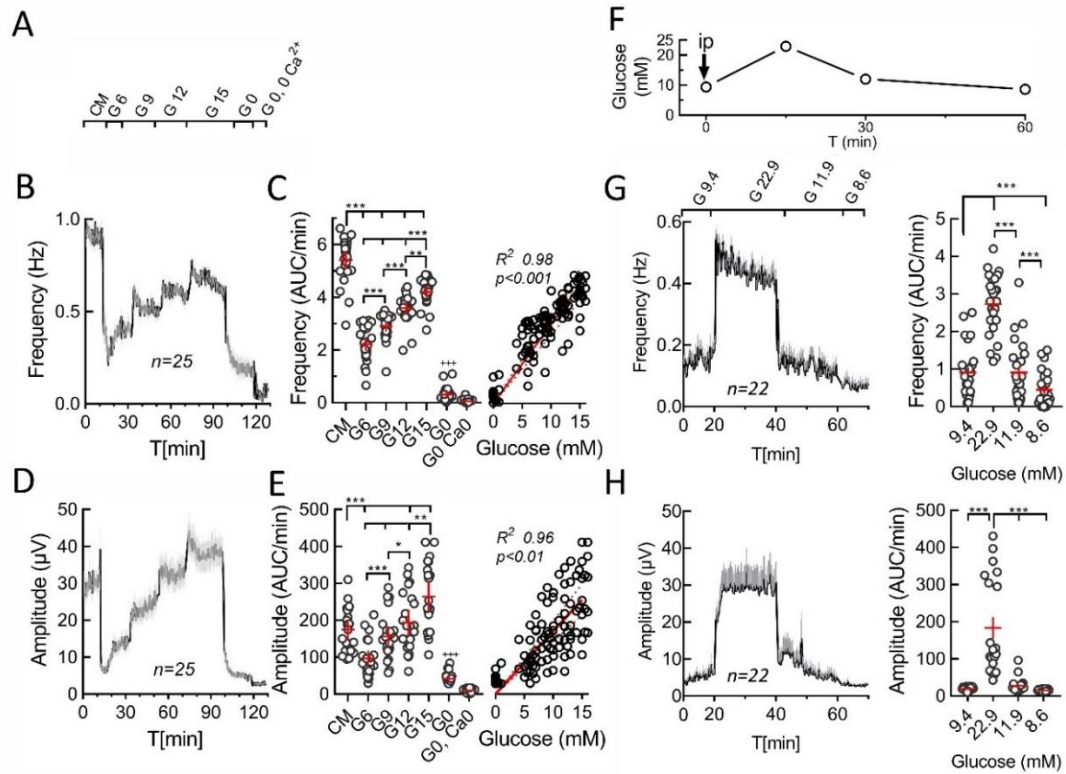 A
CM G 6 G 9 G 12 G 15 G 0 G 0, 0 Ca²⁺
B
Frequency (Hz)
1.0
0.5
0.0
n=25
0 30 60 90 120
T[min]
C
Frequency (AUC/min)
6
4
2
0
*** *** *** *** ** +++
CM G6 G9 G12 G15 G0 G0 Ca0
R² 0.98
p<0.001
0 5 10 15
Glucose (mM)
D
Amplitude (µV)
50
40
30
20
10
0
n=25
0 30 60 90 130
T[min]
E
Amplitude (AUC/min)
500
400
300
200
100
0
*** ** * *** +++
CM G6 G9 G12 G15 G0 G0, Ca0
R² 0.96
p<0.01
0 5 10 15
Glucose (mM)
F
Glucose
(mM)
25
20
15
10
0
ip
0 30 60
T (min)
G
G 9.4 G 22.9 G 11.9 G 8.6
Frequency (Hz)
0.6
0.4
0.2
0.0
n=22
0 20 40 60
T[min]
Frequency (AUC/min)
5
4
3
2
1
0
***
***
***
9.4 22.9 11.9 8.6
Glucose (mM)
H
Amplitude (µV)
50
40
30
20
10
0
n=22
0 20 40 60
T[min]
Amplitude (AUC/min)
500
400
300
200
100
0
*** ***
9.4 22.9 11.9 8.6
Glucose (mM)